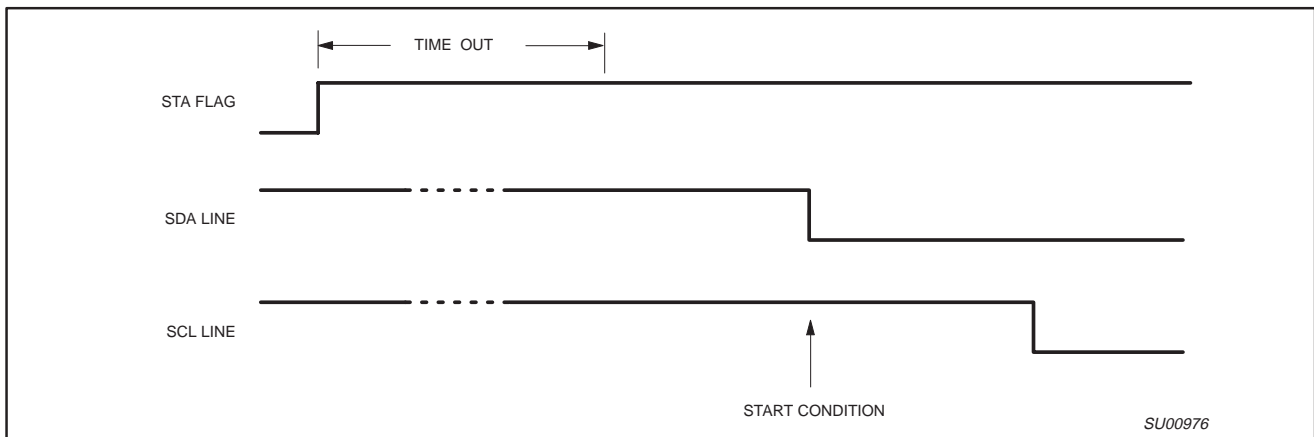 TIME OUT
STA FLAG
SDA LINE
SCL LINE
START CONDITION
SU00976